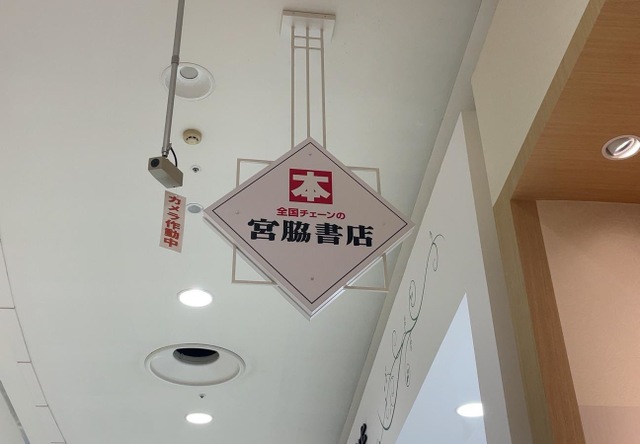 本
全国チェーンの
宮脇書店
カメラ作動中